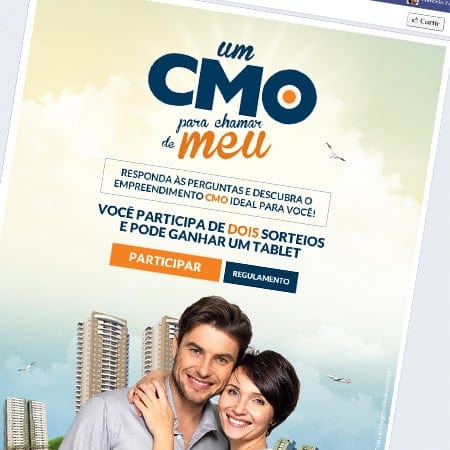 Curtir
um
CMO
para chamar
de meu
RESPONDA ÀS PERGUNTAS E DESCUBRA O
EMPREENDIMENTO CMO IDEAL PARA VOCÊ!
VOCÊ PARTICIPA DE DOIS SORTEIOS
E PODE GANHAR UM TABLET
PARTICIPAR
REGULAMENTO